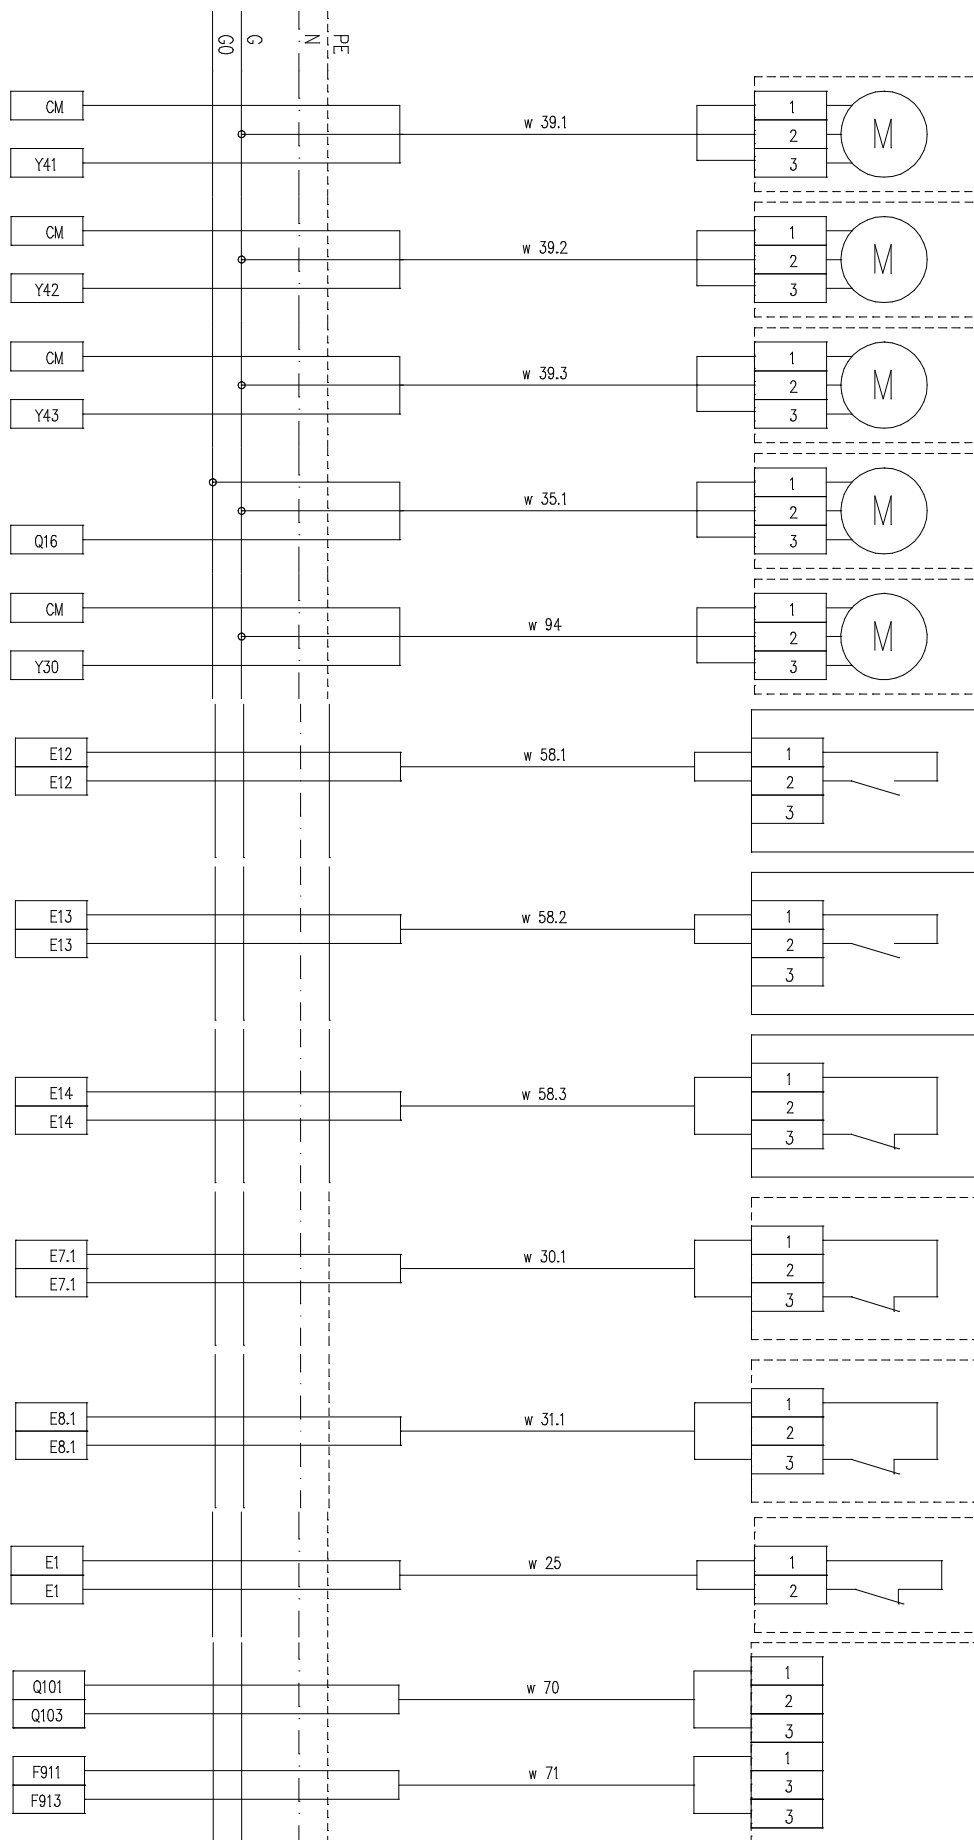 G0 G N PE
CM w 39.1 1 M
2
Y41 3
CM w 39.2 1 M
2
Y42 3
CM w 39.3 1 M
2
Y43 3
w 35.1 1 M
2
Q16 3
CM w 94 1 M
2
Y30 3
E12 w 58.1 1
E12 2
3
E13 w 58.2 1
E13 2
3
E14 w 58.3 1
E14 2
3
E7.1 w 30.1 1
E7.1 2
3
E8.1 w 31.1 1
E8.1 2
3
E1 w 25 1
E1 2
Q101 w 70 1
Q103 2
3
F911 w 71 1
F913 3
3